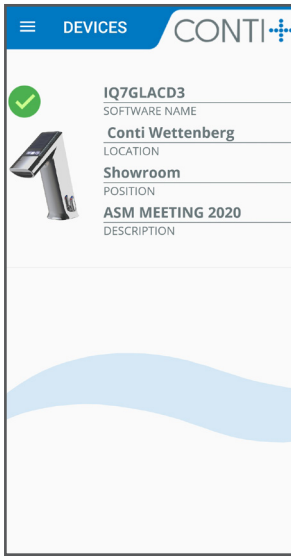 DEVICES
CONTI+
IQ7GLACD3
SOFTWARE NAME
Conti Wettenberg
LOCATION
Showroom
POSITION
ASM MEETING 2020
DESCRIPTION